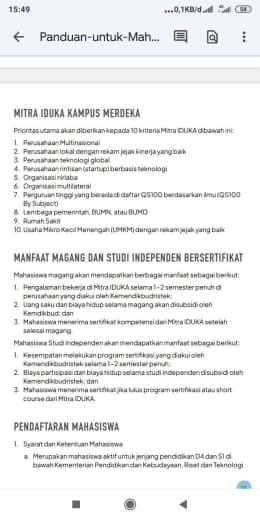 15:49
...0,1KB/d
58
Panduan-untuk-Mah...
MITRA IDUKA KAMPUS MERDEKA
Prioritas utama akan diberikan kepada 10 kriteria Mitra IDUKA dibawah ini:
1. Perusahaan Multinasional
2. Perusahaan lokal dengan rekam jejak kinerja yang baik
3. Perusahaan teknologi global
4. Perusahaan rintisan (startup) berbasis teknologi
5. Organisasi nirlaba
6. Organisasi multilateral
7. Perguruan tinggi yang berada di daftar QS100 berdasarkan ilmu (QS100
By Subject)
8. Lembaga pemerintah, BUMN, atau BUMD
9. Rumah Sakit
10. Usaha Mikro Kecil Menengah (UMKM) dengan rekam jejak yang baik
MANFAAT MAGANG DAN STUDI INDEPENDEN BERSERTIFIKAT
Mahasiswa magang akan mendapatkan berbagai manfaat sebagai berikut:
1. Pengalaman bekerja di Mitra IDUKA selama 1-2 semester penuh di
perusahaan yang diakui oleh Kemendikbudristek;
2. Uang saku dan biaya hidup selama magang akan disubsidi oleh
Kemdikbud; dan
3. Mahasiswa menerima sertifikat kompetensi dari Mitra IDUKA setelah
selesai magang.
Mahasiswa Studi Independen akan mendapatkan manfaat sebagai berikut:
1. Kesempatan melakukan program sertifikasi yang diakui oleh
Kemendikbudristek selama 1-2 semester penuh;
2. Biaya partisipasi dan biaya hidup selama studi independen disubsidi oleh
Kemendikbudristek; dan
3. Mahasiswa menerima sertifikat jika lulus program sertifikasi atau short
course dari Mitra IDUKA.
PENDAFTARAN MAHASISWA
1. Syarat dan Ketentuan Mahasiswa
a. Merupakan mahasiswa aktif untuk jenjang pendidikan D4 dan S1 di
bawah Kementerian Pendidikan dan Kebudayaan, Riset dan Teknologi